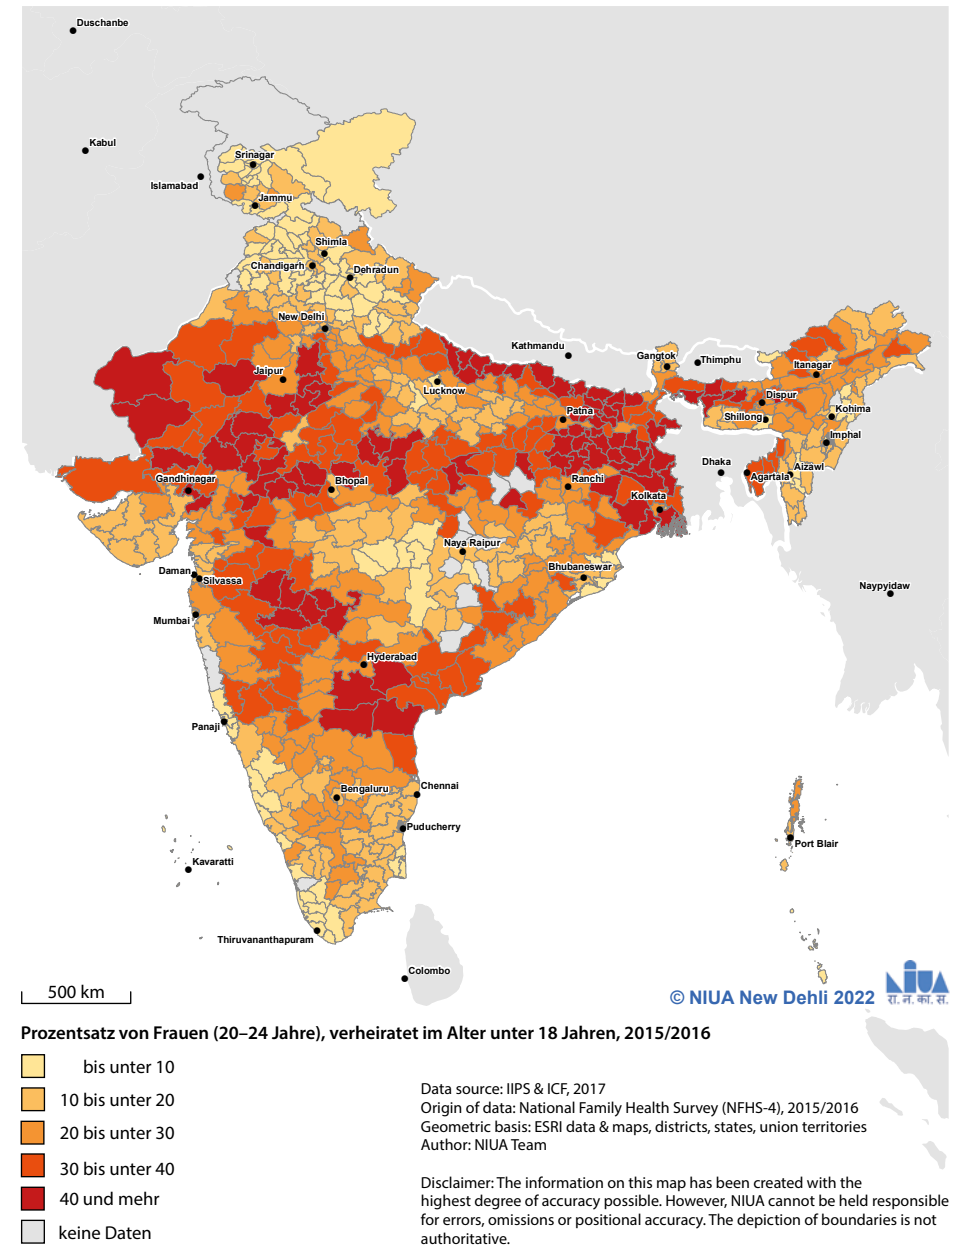 Duschanbe
Kabul
Srinagar
Islamabad
Jammu
Shimla
Chandigarh
Dehradun
New Delhi
Kathmandu
Gangtok
Thimphu
Itanagar
Jaipur
Lucknow
Dispur
Patna
Shillong
Kohima
Imphal
Dhaka
Aizawl
Agartala
Gandhinagar
Bhopal
Ranchi
Kolkata
Naya Raipur
Daman
Silvassa
Bhubaneswar
Naypyidaw
Mumbai
Hyderabad
Panaji
Bengaluru
Chennai
Puducherry
Port Blair
Kavaratti
Thiruvananthapuram
Colombo
500 km
NIUA
रा. न. का. सं.
© NIUA New Dehli 2022
Prozentsatz von Frauen (20–24 Jahre), verheiratet im Alter unter 18 Jahren, 2015/2016
bis unter 10
10 bis unter 20
20 bis unter 30
30 bis unter 40
40 und mehr
keine Daten
Data source: IIPS & ICF, 2017
Origin of data: National Family Health Survey (NFHS-4), 2015/2016
Geometric basis: ESRI data & maps, districts, states, union territories
Author: NIUA Team
Disclaimer: The information on this map has been created with the
highest degree of accuracy possible. However, NIUA cannot be held responsible
for errors, omissions or positional accuracy. The depiction of boundaries is not
authoritative.